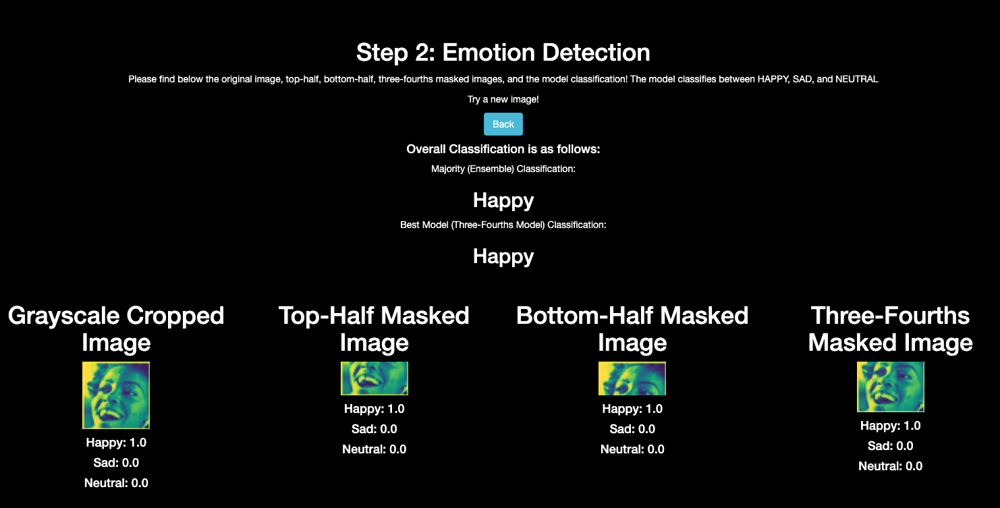 Step 2: Emotion Detection
Please find below the original image, top-half, bottom-half, three-fourths masked images, and the model classification! The model classifies between HAPPY, SAD, and NEUTRAL
Try a new image!
Back
Overall Classification is as follows:
Majority (Ensemble) Classification:
Happy
Best Model (Three-Fourths Model) Classification:
Happy
Grayscale Cropped
Image
Happy: 1.0
Sad: 0.0
Neutral: 0.0
Top-Half Masked
Image
Happy: 1.0
Sad: 0.0
Neutral: 0.0
Bottom-Half Masked
Image
Happy: 1.0
Sad: 0.0
Neutral: 0.0
Three-Fourths
Masked Image
Happy: 1.0
Sad: 0.0
Neutral: 0.0